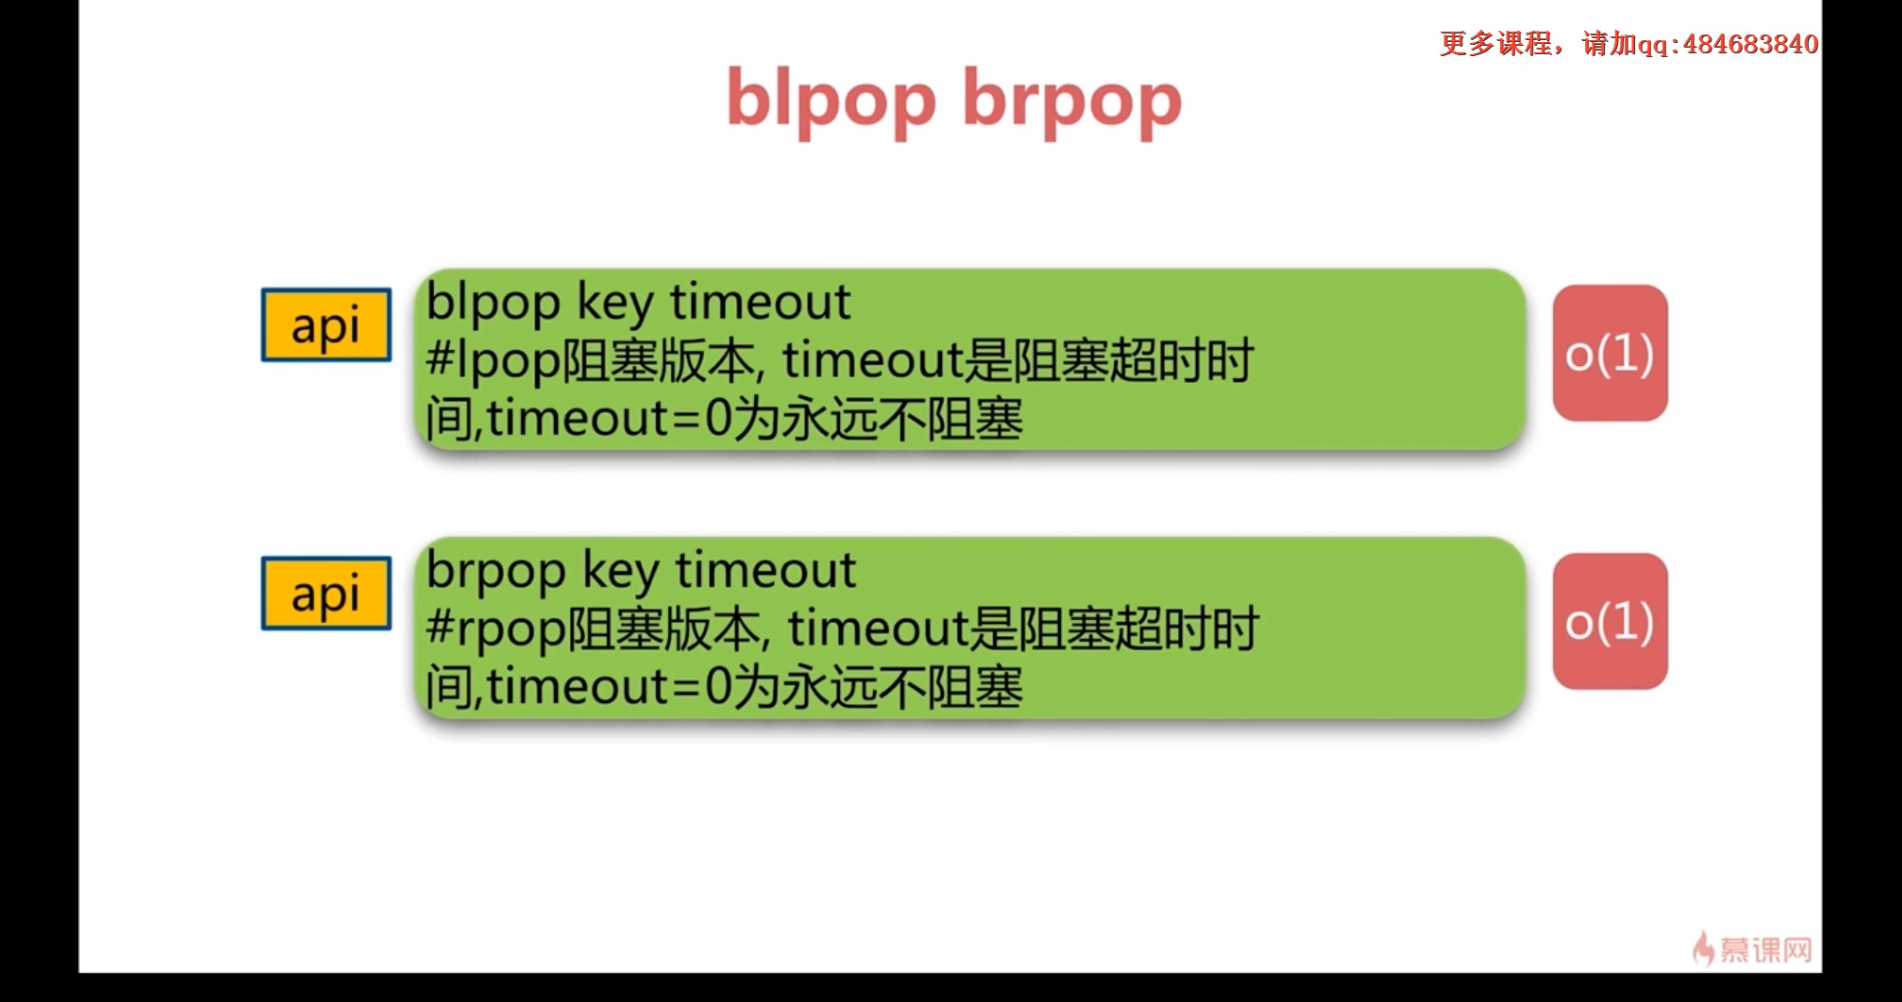 更多课程，请加qq:484683840
blpop brpop
api
blpop key timeout
#lpop阻塞版本, timeout是阻塞超时时
间,timeout=0为永远不阻塞
o(1)
api
brpop key timeout
#rpop阻塞版本, timeout是阻塞超时时
间,timeout=0为永远不阻塞
o(1)
慕课网